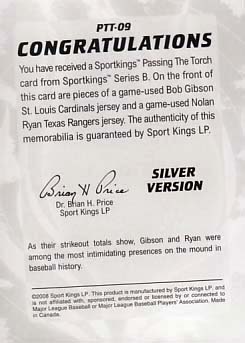 PTT-09
CONGRATULATIONS
You have received a Sportkings™ Passing The Torch
card from Sportkings™ Series B. On the front of
this card are pieces of a game-used Bob Gibson
St. Louis Cardinals jersey and a game-used Nolan
Ryan Texas Rangers jersey. The authenticity of this
memorabilia is guaranteed by Sport Kings LP.
Brian H Price
SILVER
VERSION
Dr. Brian H. Price
Sport Kings LP
As their strikeout totals show, Gibson and Ryan were
among the most intimidating presences on the mound in
baseball history.
©2008 Sport Kings LP. This product is manufactured by Sport Kings LP. and
is not affiliated with, sponsored, endorsed or licensed by or connected to
Major League Baseball or Major League Baseball Players' Association. Made
in Canada.